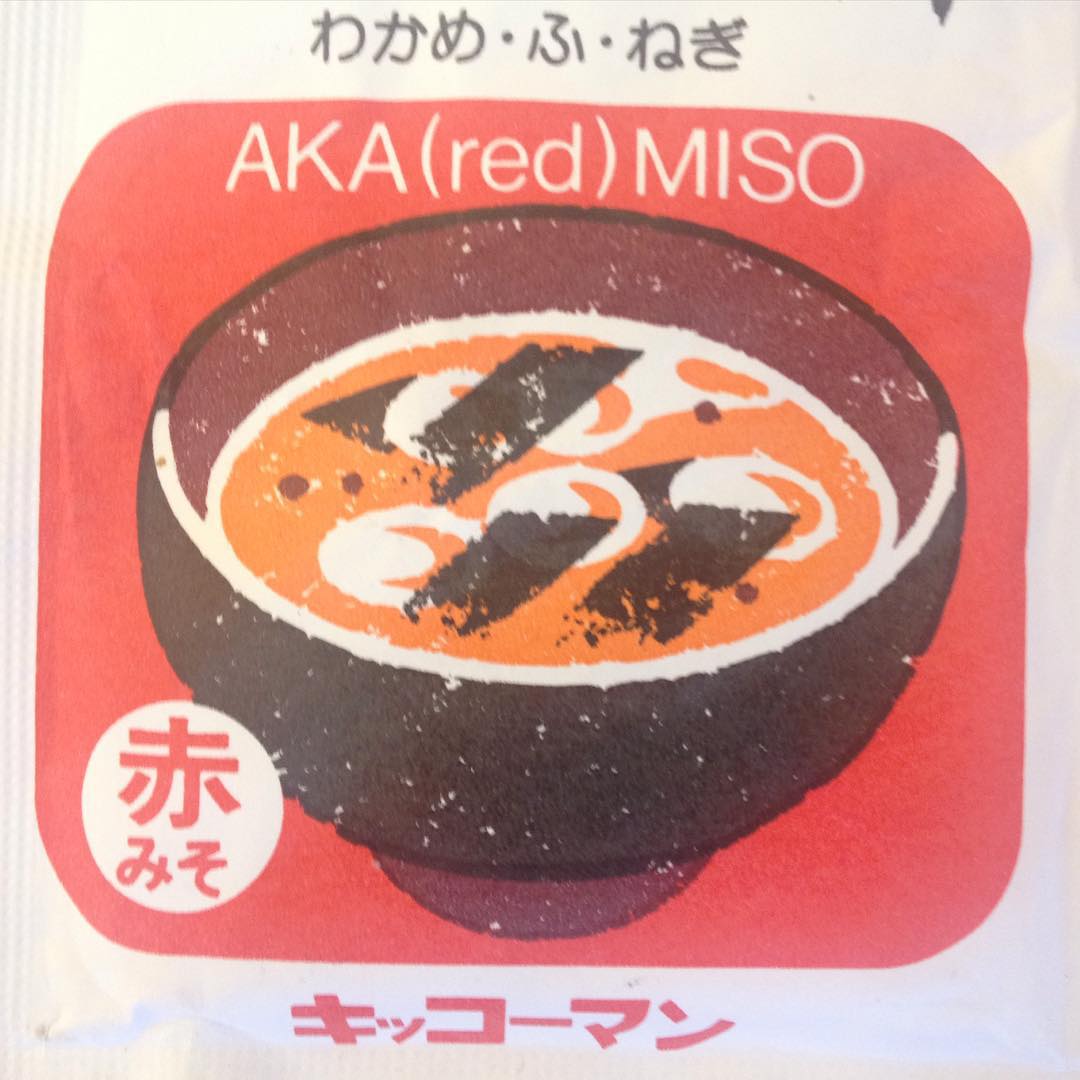 わかめ・ふ・ねぎ
AKA(red)MISO
赤
みそ
キッコーマン